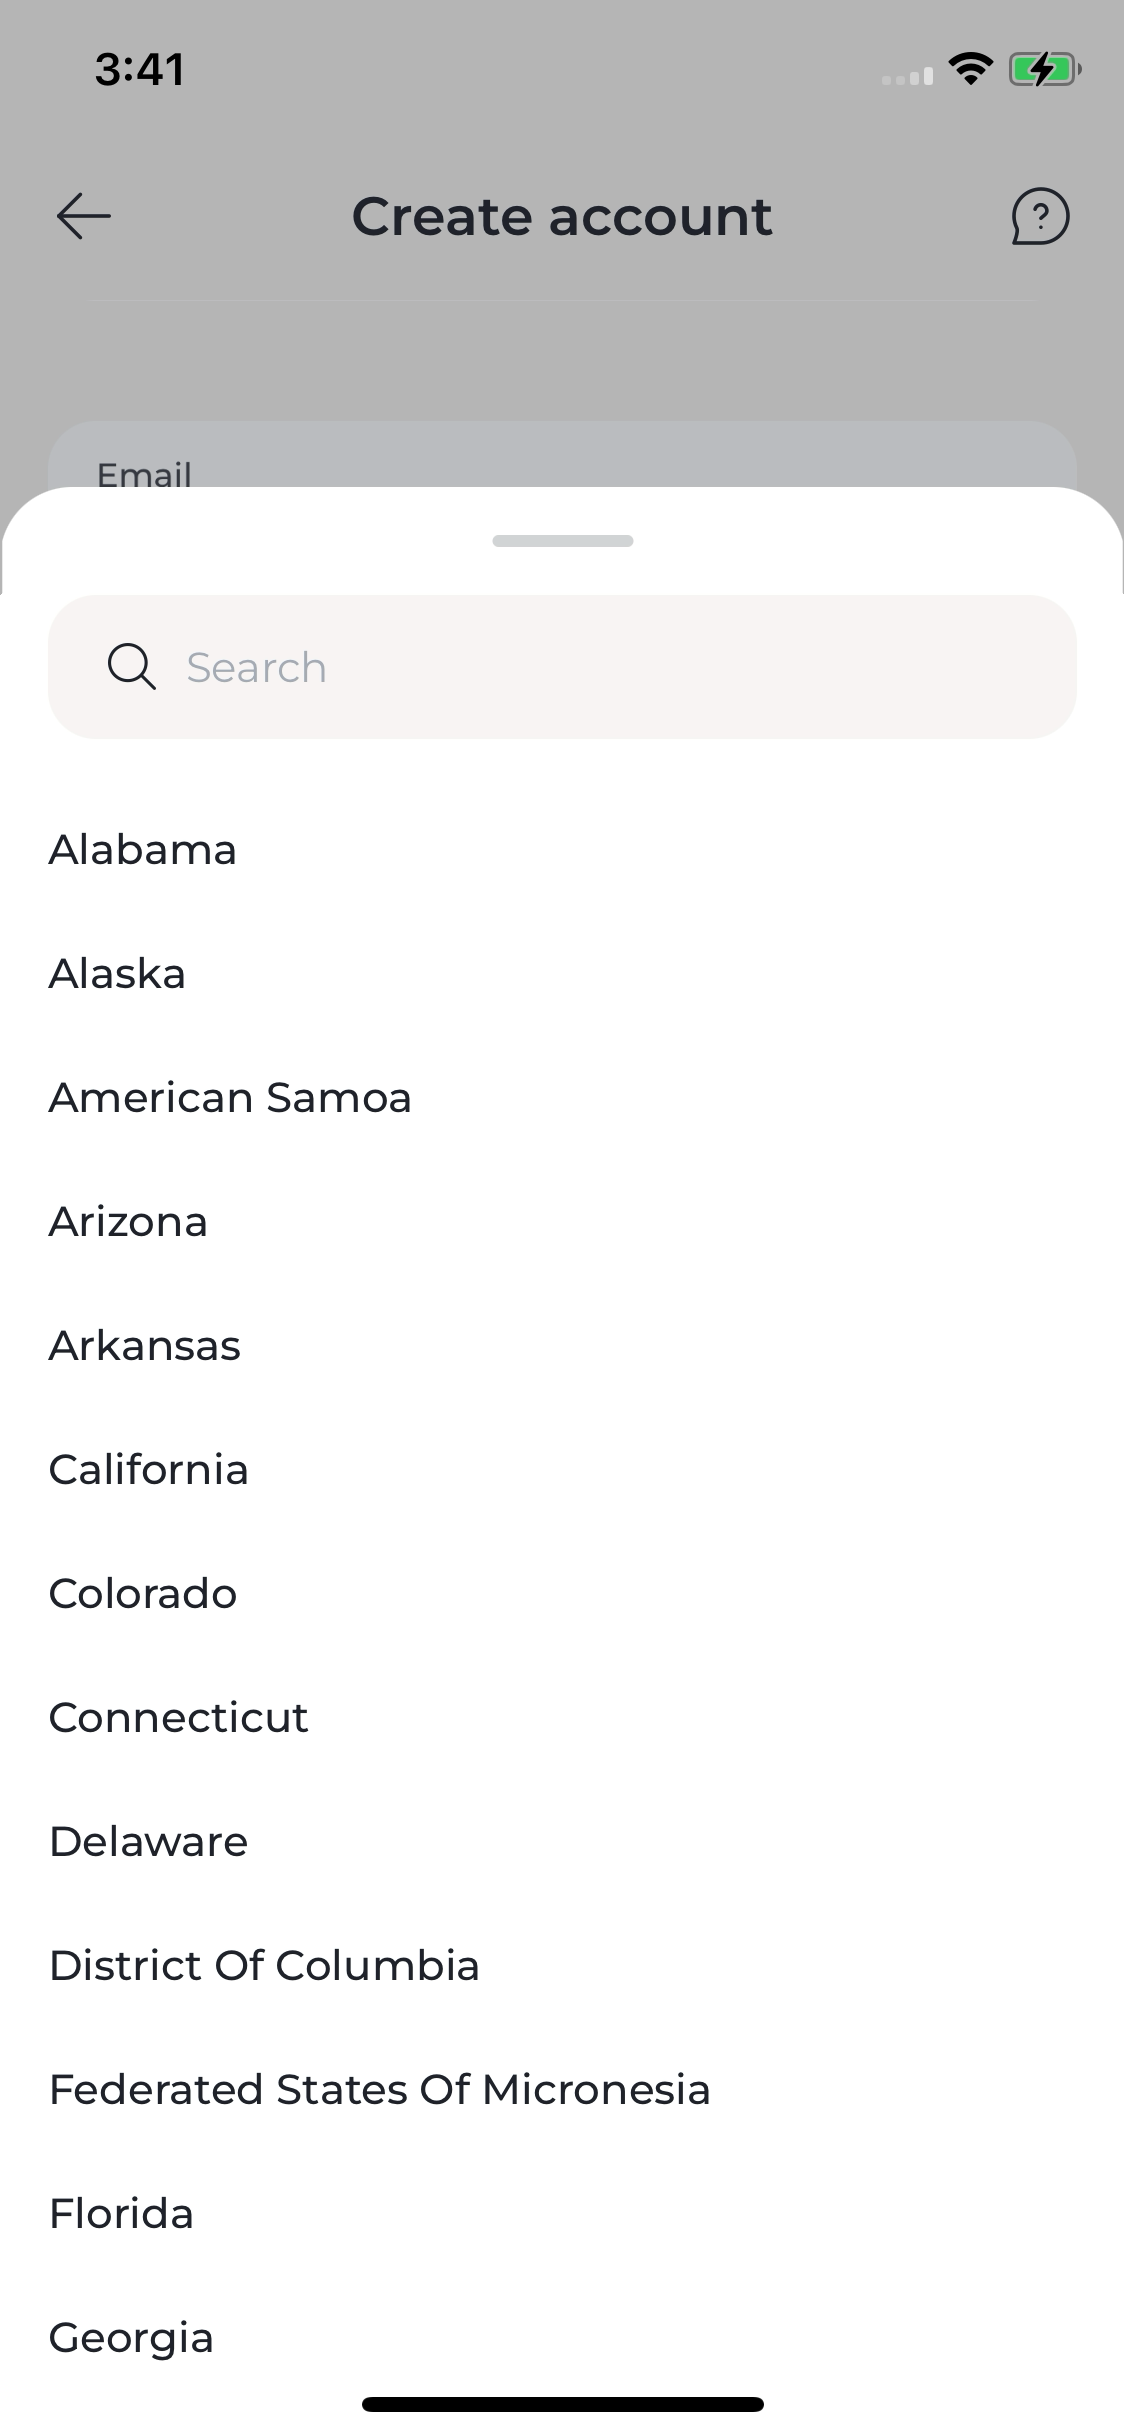 3:41
Create account
Email
Search
Alabama
Alaska
American Samoa
Arizona
Arkansas
California
Colorado
Connecticut
Delaware
District Of Columbia
Federated States Of Micronesia
Florida
Georgia